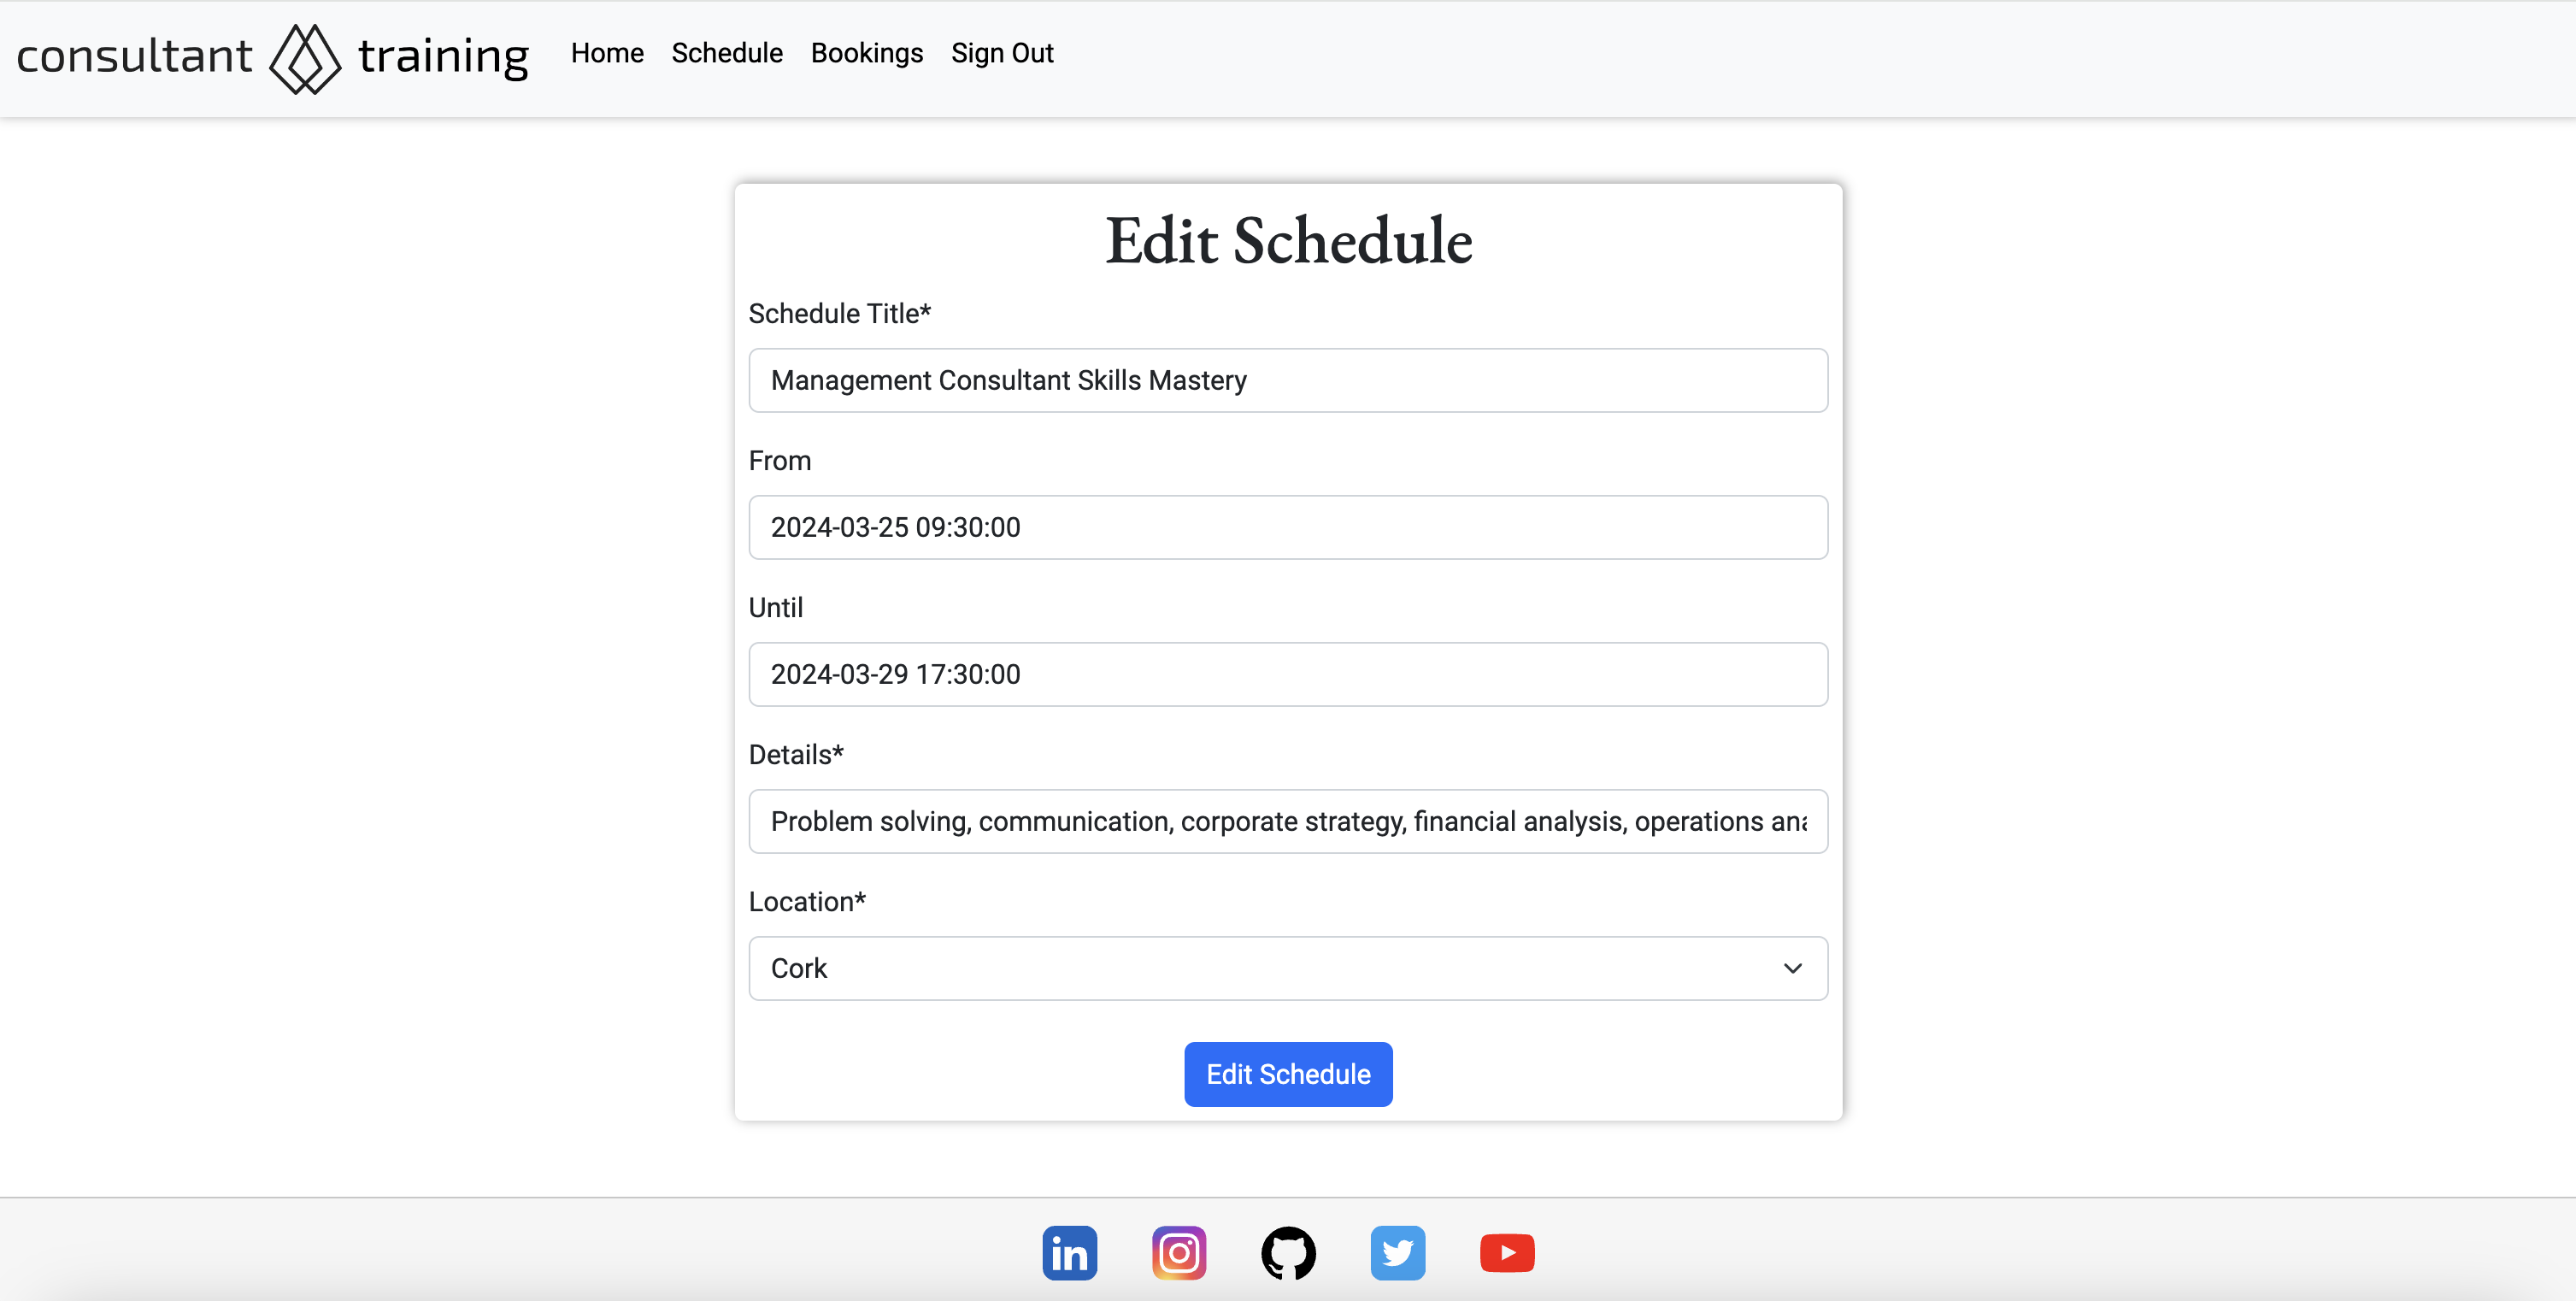 consultant training Home Schedule Bookings Sign Out
Edit Schedule
Schedule Title*
Management Consultant Skills Mastery
From
2024-03-25 09:30:00
Until
2024-03-29 17:30:00
Details*
Problem solving, communication, corporate strategy, financial analysis, operations
Location*
Cork
Edit Schedule
in